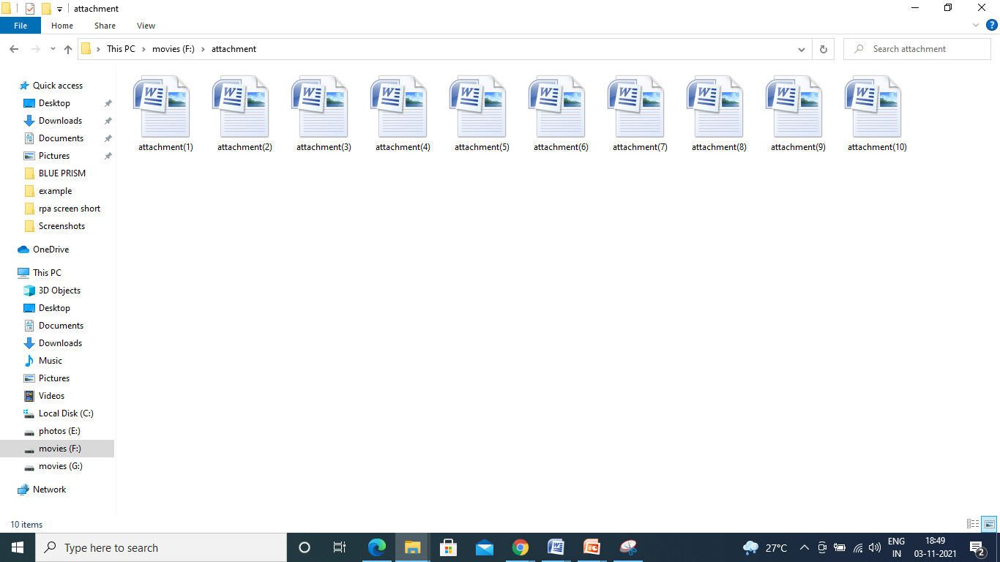 attachment
File Home Share View
This PC movies (F:) attachment
Search attachment
Quick access
Desktop
Downloads
Documents
Pictures
BLUE PRISM
example
rpa screen short
Screenshots
OneDrive
This PC
3D Objects
Desktop
Documents
Downloads
Music
Pictures
Videos
Local Disk (C:)
photos (E:)
movies (F:)
movies (G:)
Network
attachment(1) attachment(2) attachment(3) attachment(4) attachment(5) attachment(6) attachment(7) attachment(8) attachment(9) attachment(10)
10 items
Type here to search
27°C
ENG
IN
18:49
03-11-2021
2